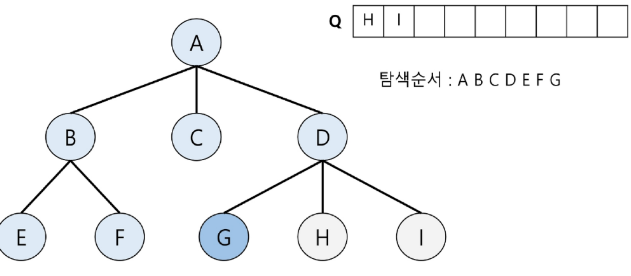 Q H I
A
탐색순서 : A B C D E F G
B C D
E F G H I